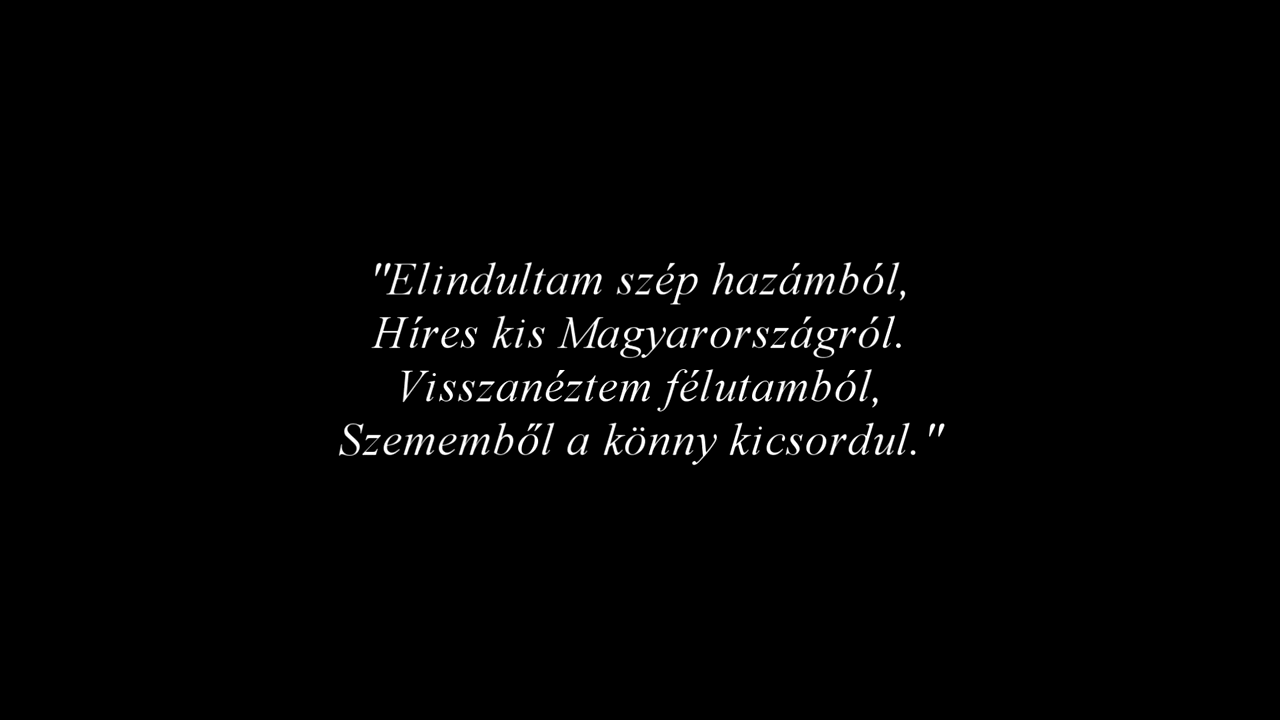 "Elindultam szép hazámból,
Híres kis Magyarországról.
Visszanéztem félutamból,
Szememből a könny kicsordul."